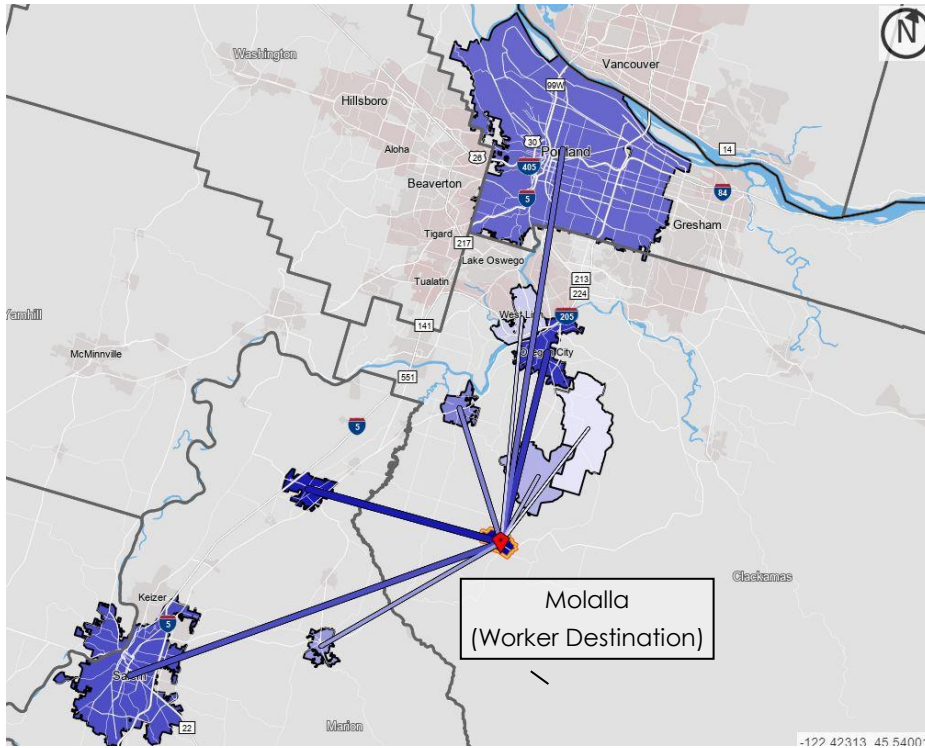 N
Washington
Vancouver
99W
Hillsboro
Aloha
26
30
Portland
405
14
Beaverton
5
84
Tigard
217
Gresham
Lake Oswego
213
Tualatin
224
West Linn
205
141
Yamhill
McMinnville
Oregon City
551
5
Molalla
(Worker Destination)
Clackamas
Keizer
5
Salem
22
Marion
-122.42313, 45.54001